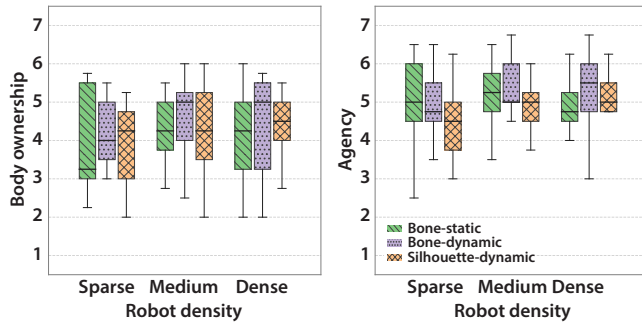 Body ownership
7
6
5
4
3
2
1
Sparse Medium Dense
Robot density
Agency
7
6
5
4
3
2
1
Bone-static
Bone-dynamic
Silhouette-dynamic
Sparse Medium Dense
Robot density